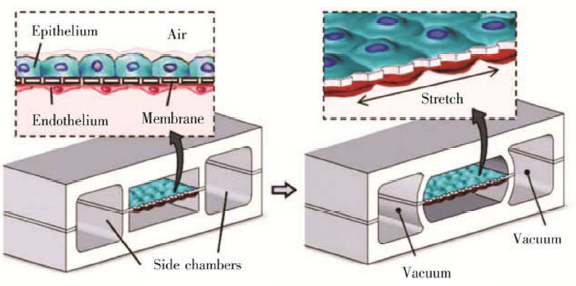 Epithelium
Air
Endothelium
Membrane
Side chambers
Stretch
Vacuum
Vacuum